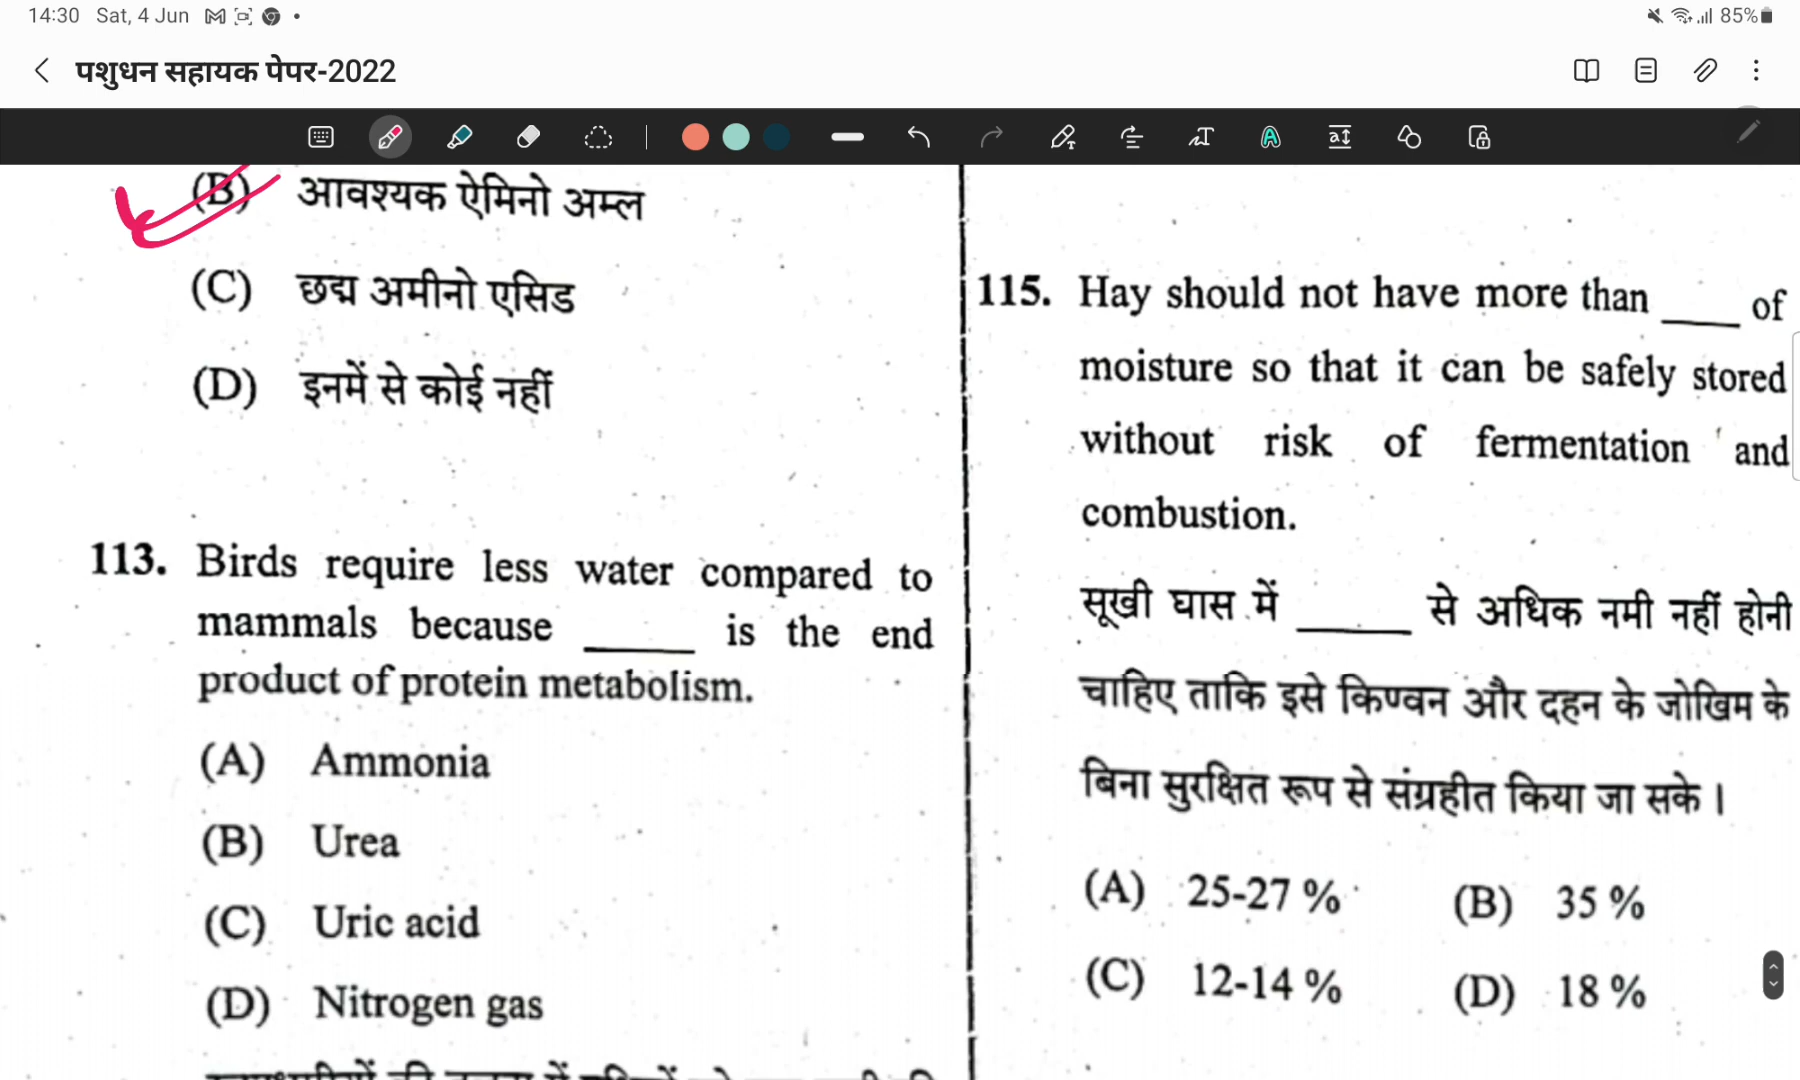 14:30 Sat, 4 Jun
85%
पशुधन सहायक पेपर-2022
(B) आवश्यक ऐमिनो अम्ल
(C) छद्म अमीनो एसिड
(D) इनमें से कोई नहीं
113. Birds require less water compared to
mammals because _____ is the end
product of protein metabolism.
(A) Ammonia
(B) Urea
(C) Uric acid
(D) Nitrogen gas
115. Hay should not have more than ____ of
moisture so that it can be safely stored
without risk of fermentation and
combustion.
सूखी घास में _____ से अधिक नमी नहीं होनी
चाहिए ताकि इसे किण्वन और दहन के जोखिम के
बिना सुरक्षित रूप से संग्रहीत किया जा सके।
(A) 25-27 % (B) 35 %
(C) 12-14 % (D) 18 %